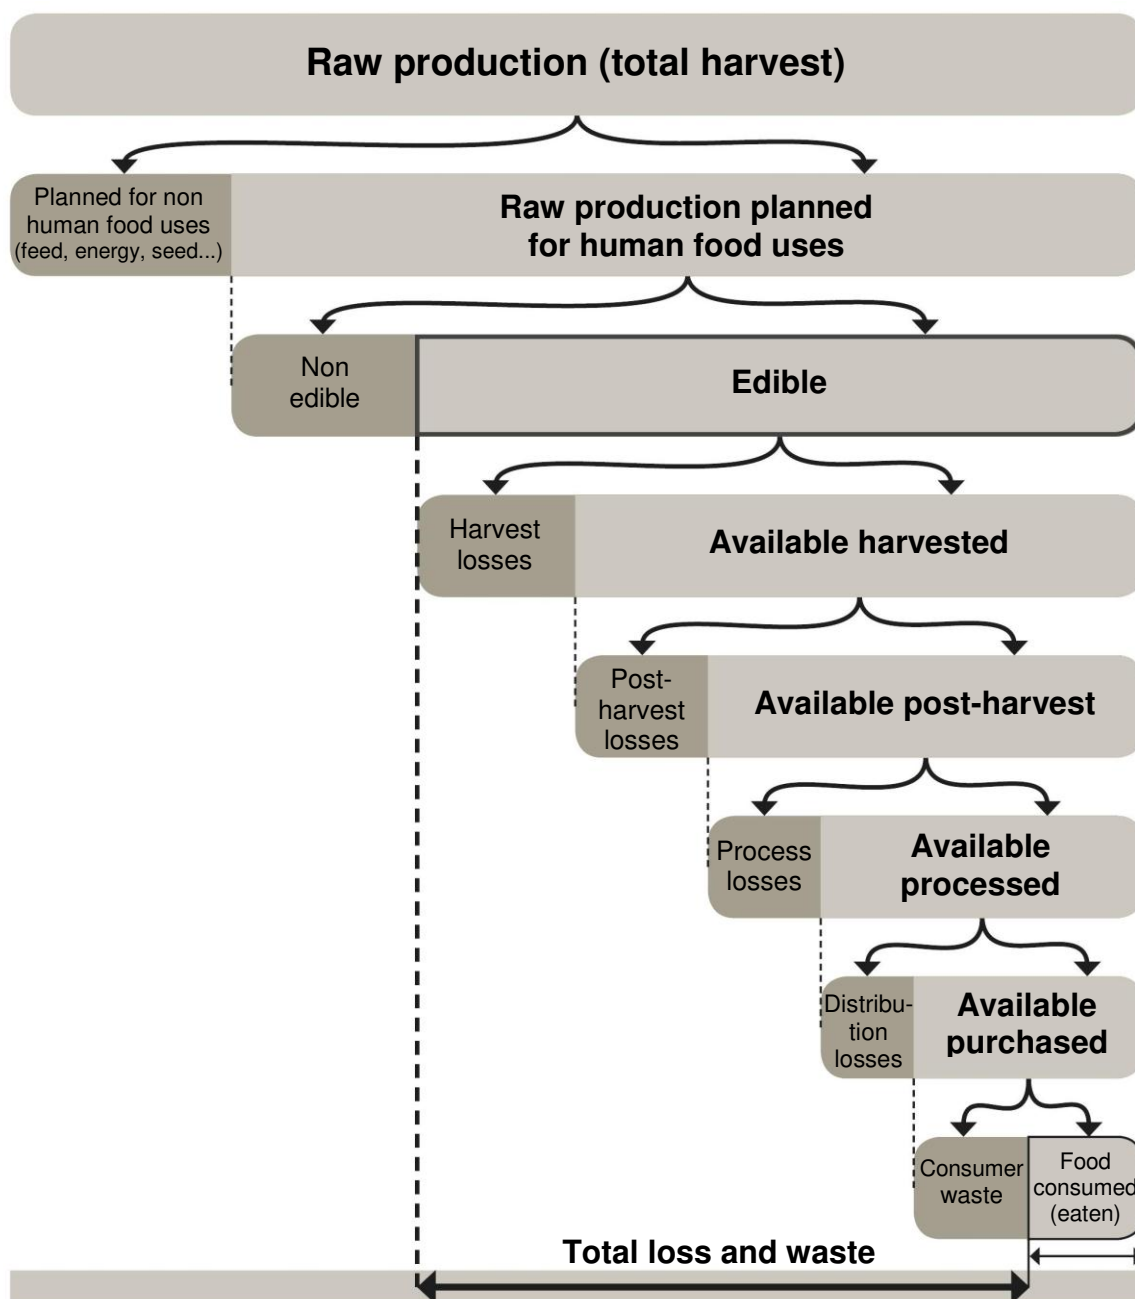 Raw production (total harvest)
Planned for non
human food uses
(feed, energy, seed...)
Raw production planned
for human food uses
Non
edible
Edible
Harvest
losses
Available harvested
Post-
harvest
losses
Available post-harvest
Process
losses
Available
processed
Distribu-
tion
losses
Available
purchased
Consumer
waste
Food
consumed
(eaten)
Total loss and waste